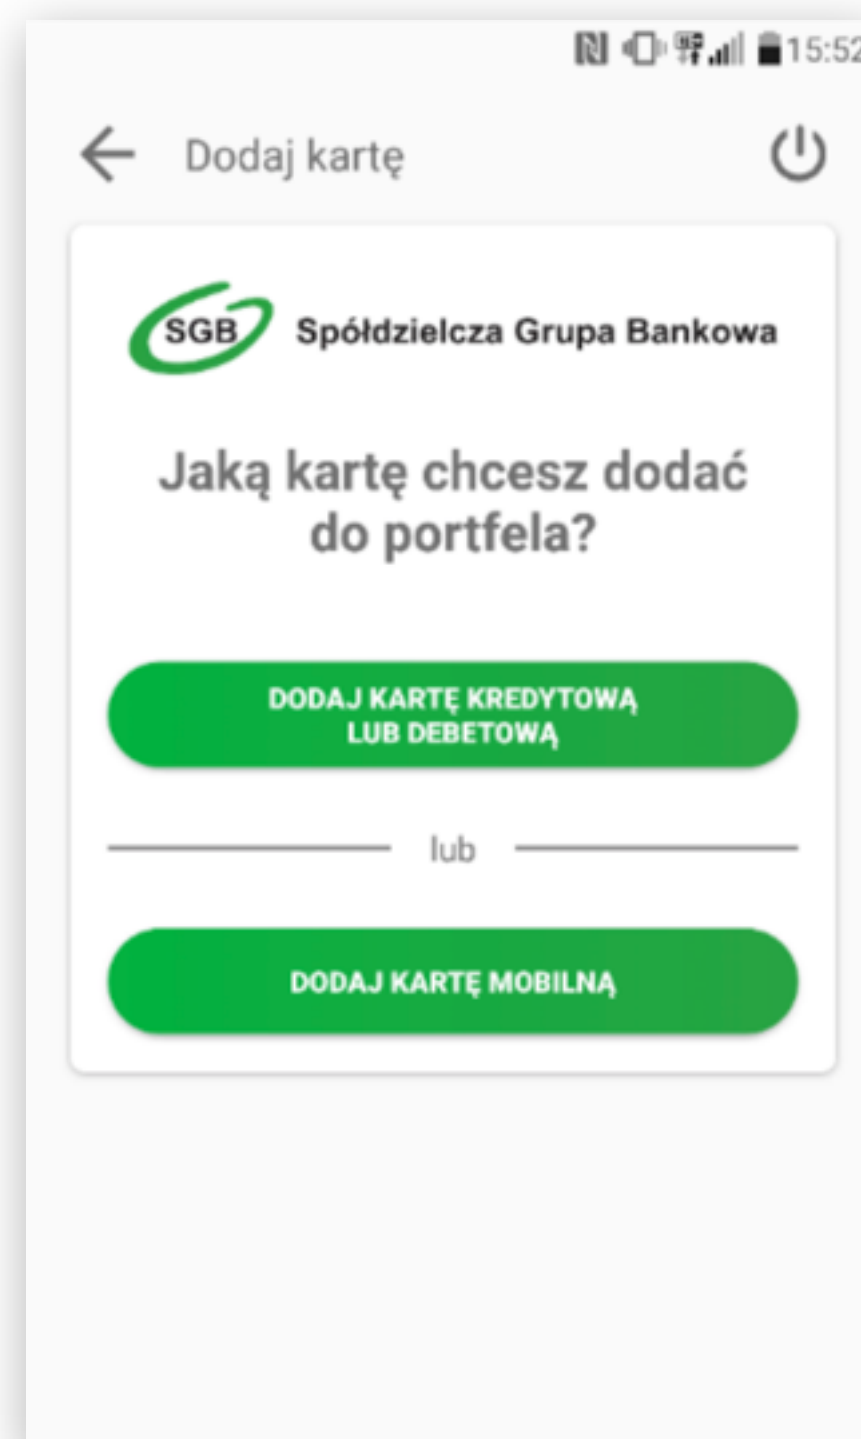 15:52
Dodaj kartę
SGB Spółdzielcza Grupa Bankowa
Jaką kartę chcesz dodać
do portfela?
DODAJ KARTĘ KREDYTOWĄ
LUB DEBETOWĄ
lub
DODAJ KARTĘ MOBILNĄ